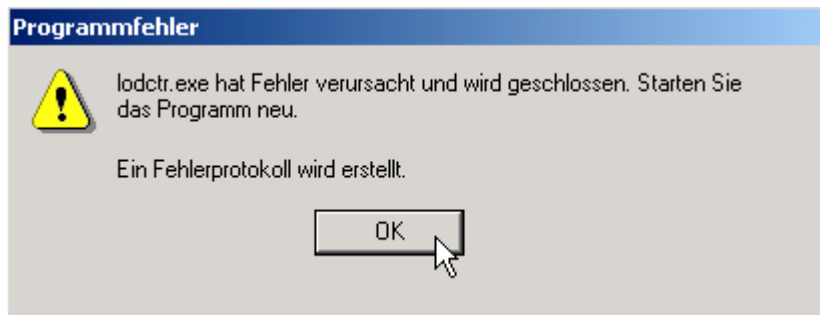 Programmfehler
lodctr.exe hat Fehler verursacht und wird geschlossen. Starten Sie
das Programm neu.
Ein Fehlerprotokoll wird erstellt.
OK